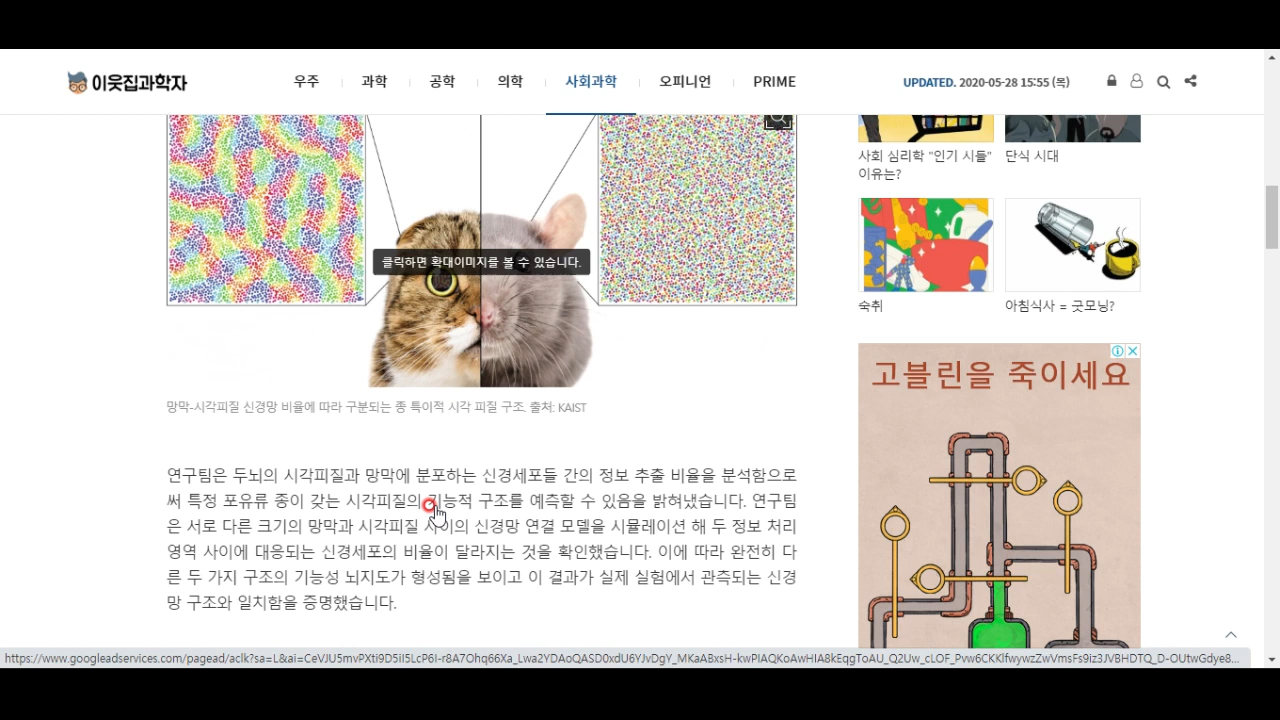 이웃집과학자
우주 과학 공학 의학 사회과학 오피니언 PRIME
UPDATED. 2020-05-28 15:55 (목)
클릭하면 확대이미지를 볼 수 있습니다.
망막-시각피질 신경망 비율에 따라 구분되는 종 특이적 시각 피질 구조. 출처: KAIST
연구팀은 두뇌의 시각피질과 망막에 분포하는 신경세포들 간의 정보 추출 비율을 분석함으로
써 특정 포유류 종이 갖는 시각피질의 기능적 구조를 예측할 수 있음을 밝혀냈습니다. 연구팀
은 서로 다른 크기의 망막과 시각피질 사이의 신경망 연결 모델을 시뮬레이션 해 두 정보 처리
영역 사이에 대응되는 신경세포의 비율이 달라지는 것을 확인했습니다. 이에 따라 완전히 다
른 두 가지 구조의 기능성 뇌지도가 형성됨을 보이고 이 결과가 실제 실험에서 관측되는 신경
망 구조와 일치함을 증명했습니다.
사회 심리학 "인기 시들"
이유는?
단식 시대
숙취
아침식사 = 굿모닝?
고블린을 죽이세요